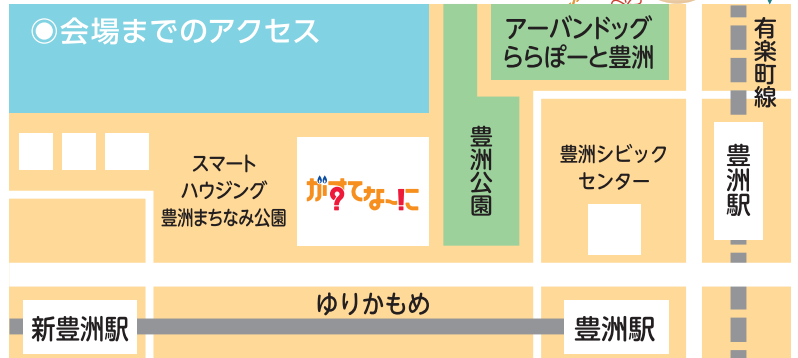 ◉会場までのアクセス
アーバンドック
ららぽーと豊洲
有楽町線
豊洲公園
豊洲シビック
センター
豊洲駅
スマート
ハウジング
豊洲まちなみ公園
がすてな〜に
ゆりかもめ
新豊洲駅
豊洲駅